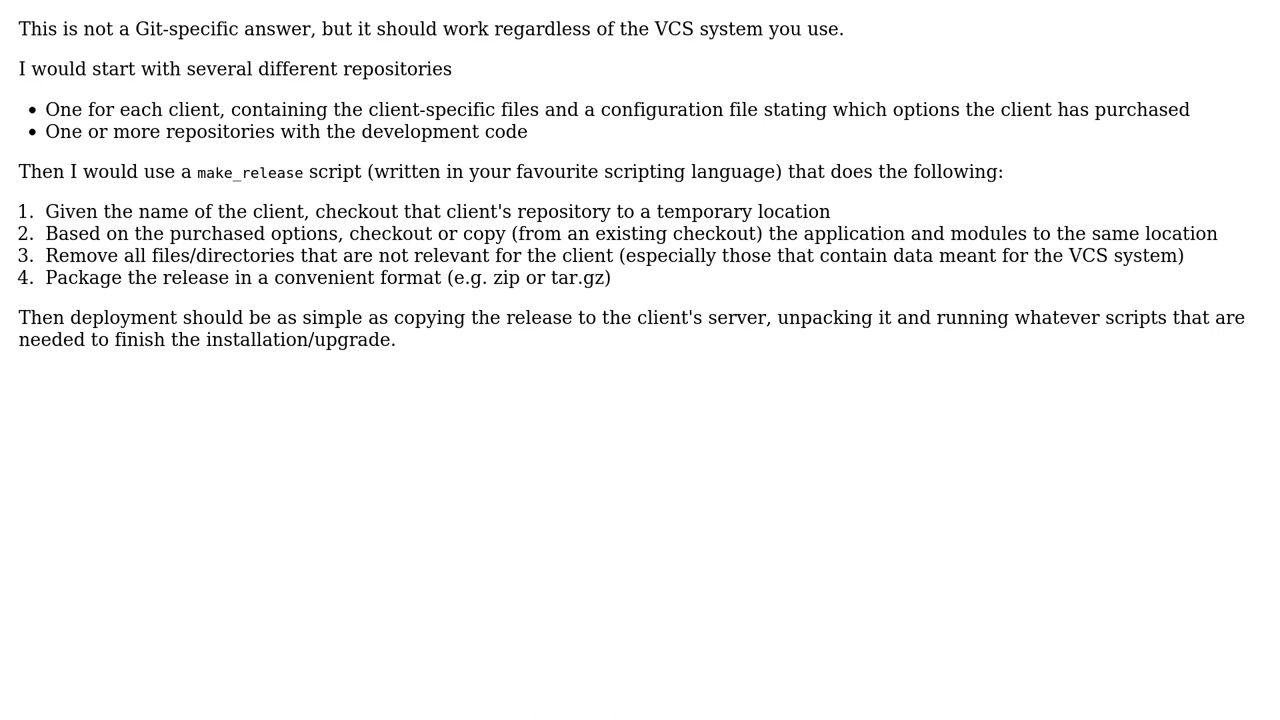 This is not a Git-specific answer, but it should work regardless of the VCS system you use.
I would start with several different repositories
• One for each client, containing the client-specific files and a configuration file stating which options the client has purchased
• One or more repositories with the development code
Then I would use a make_release script (written in your favourite scripting language) that does the following:
1. Given the name of the client, checkout that client's repository to a temporary location
2. Based on the purchased options, checkout or copy (from an existing checkout) the application and modules to the same location
3. Remove all files/directories that are not relevant for the client (especially those that contain data meant for the VCS system)
4. Package the release in a convenient format (e.g. zip or tar.gz)
Then deployment should be as simple as copying the release to the client's server, unpacking it and running whatever scripts that are
needed to finish the installation/upgrade.